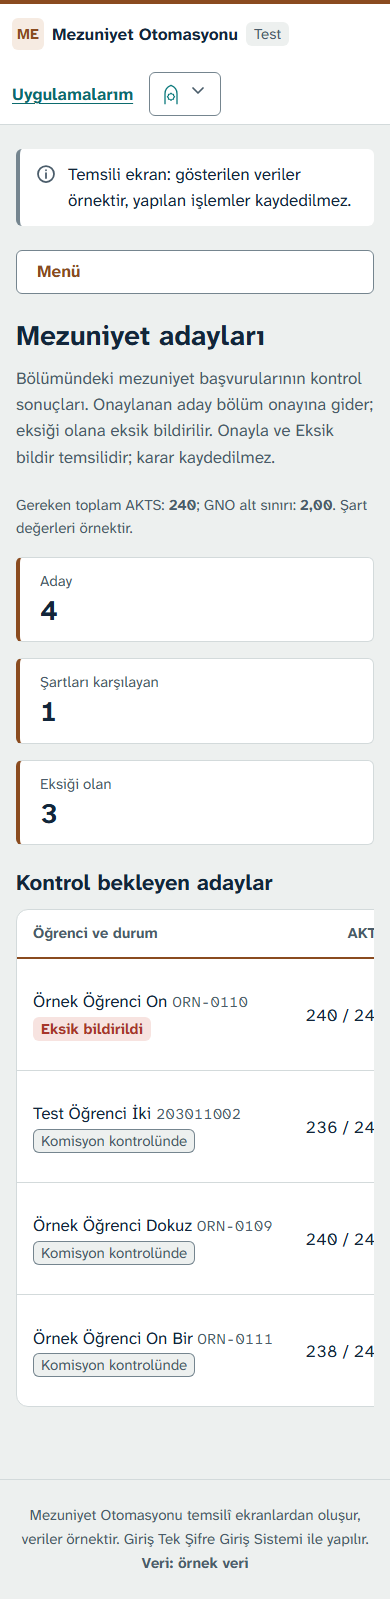 ME Mezuniyet Otomasyonu Test
Uygulamalarım
Temsili ekran: gösterilen veriler
örnektir, yapılan işlemler kaydedilmez.
Menü
Mezuniyet adayları
Bölümündeki mezuniyet başvurularının kontrol
sonuçları. Onaylanan aday bölüm onayına gider;
eksiği olana eksik bildirilir. Onayla ve Eksik
bildir temsilidir; karar kaydedilmez.
Gereken toplam AKTS: 240; GNO alt sınırı: 2,00. Şart
değerleri örnektir.
Aday
4
Şartları karşılayan
1
Eksiği olan
3
Kontrol bekleyen adaylar
Öğrenci ve durum AKT
Örnek Öğrenci On ORN-0110
Eksik bildirildi
240 / 24
Test Öğrenci İki 203011002
Komisyon kontrolünde
236 / 24
Örnek Öğrenci Dokuz ORN-0109
Komisyon kontrolünde
240 / 24
Örnek Öğrenci On Bir ORN-0111
Komisyon kontrolünde
238 / 24
Mezuniyet Otomasyonu temsilî ekranlardan oluşur,
veriler örnektir. Giriş Tek Şifre Giriş Sistemi ile yapılır.
Veri: örnek veri